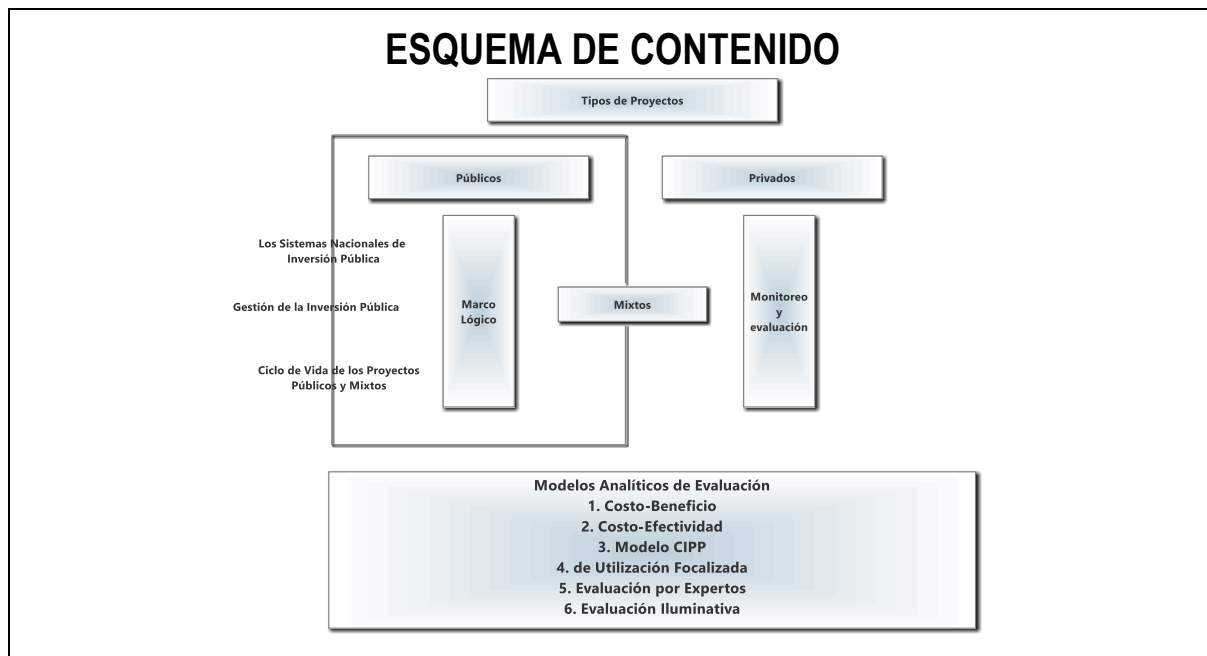 ESQUEMA DE CONTENIDO
Tipos de Proyectos
Públicos
Privados
Los Sistemas Nacionales de
Inversión Pública
Gestión de la Inversión Pública
Ciclo de Vida de los Proyectos
Públicos y Mixtos
Marco
Lógico
Mixtos
Monitoreo
y
evaluación
Modelos Analíticos de Evaluación
1. Costo-Beneficio
2. Costo-Efectividad
3. Modelo CIPP
4. de Utilización Focalizada
5. Evaluación por Expertos
6. Evaluación Iluminativa